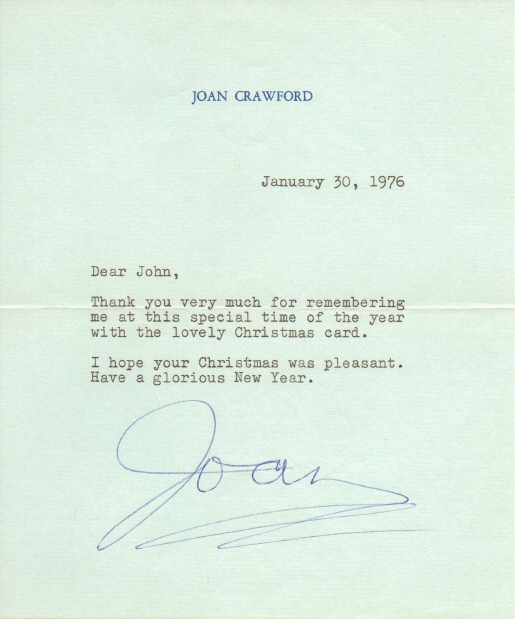 JOAN CRAWFORD
January 30, 1976
Dear John,
Thank you very much for remembering
me at this special time of the year
with the lovely Christmas card.
I hope your Christmas was pleasant.
Have a glorious New Year.
Joan